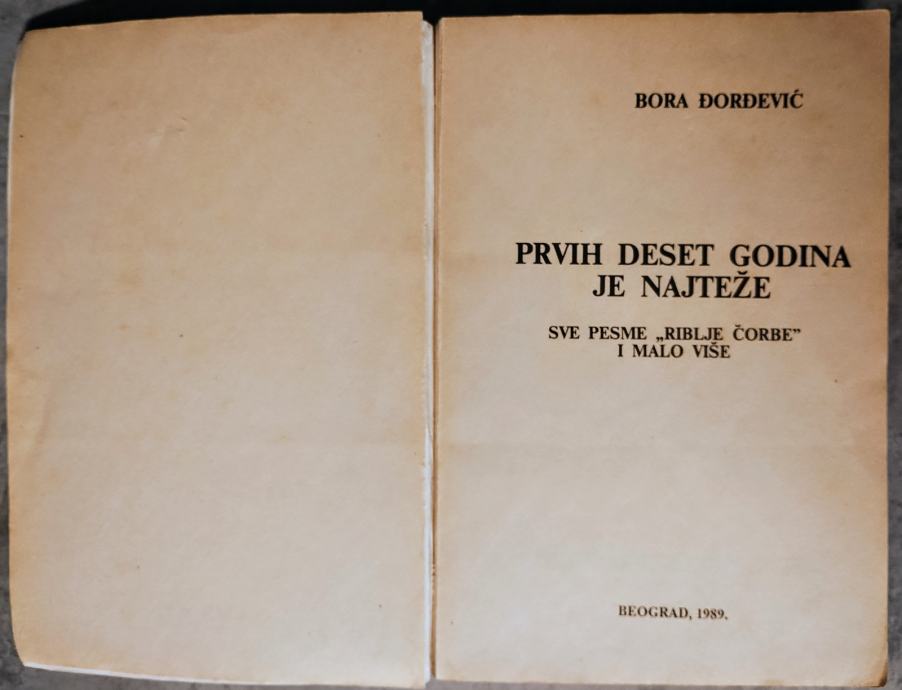 BORA ĐORĐEVIĆ
PRVIH DESET GODINA
JE NAJTEŽE
SVE PESME „RIBLJE ČORBE”
I MALO VIŠE
BEOGRAD, 1989.